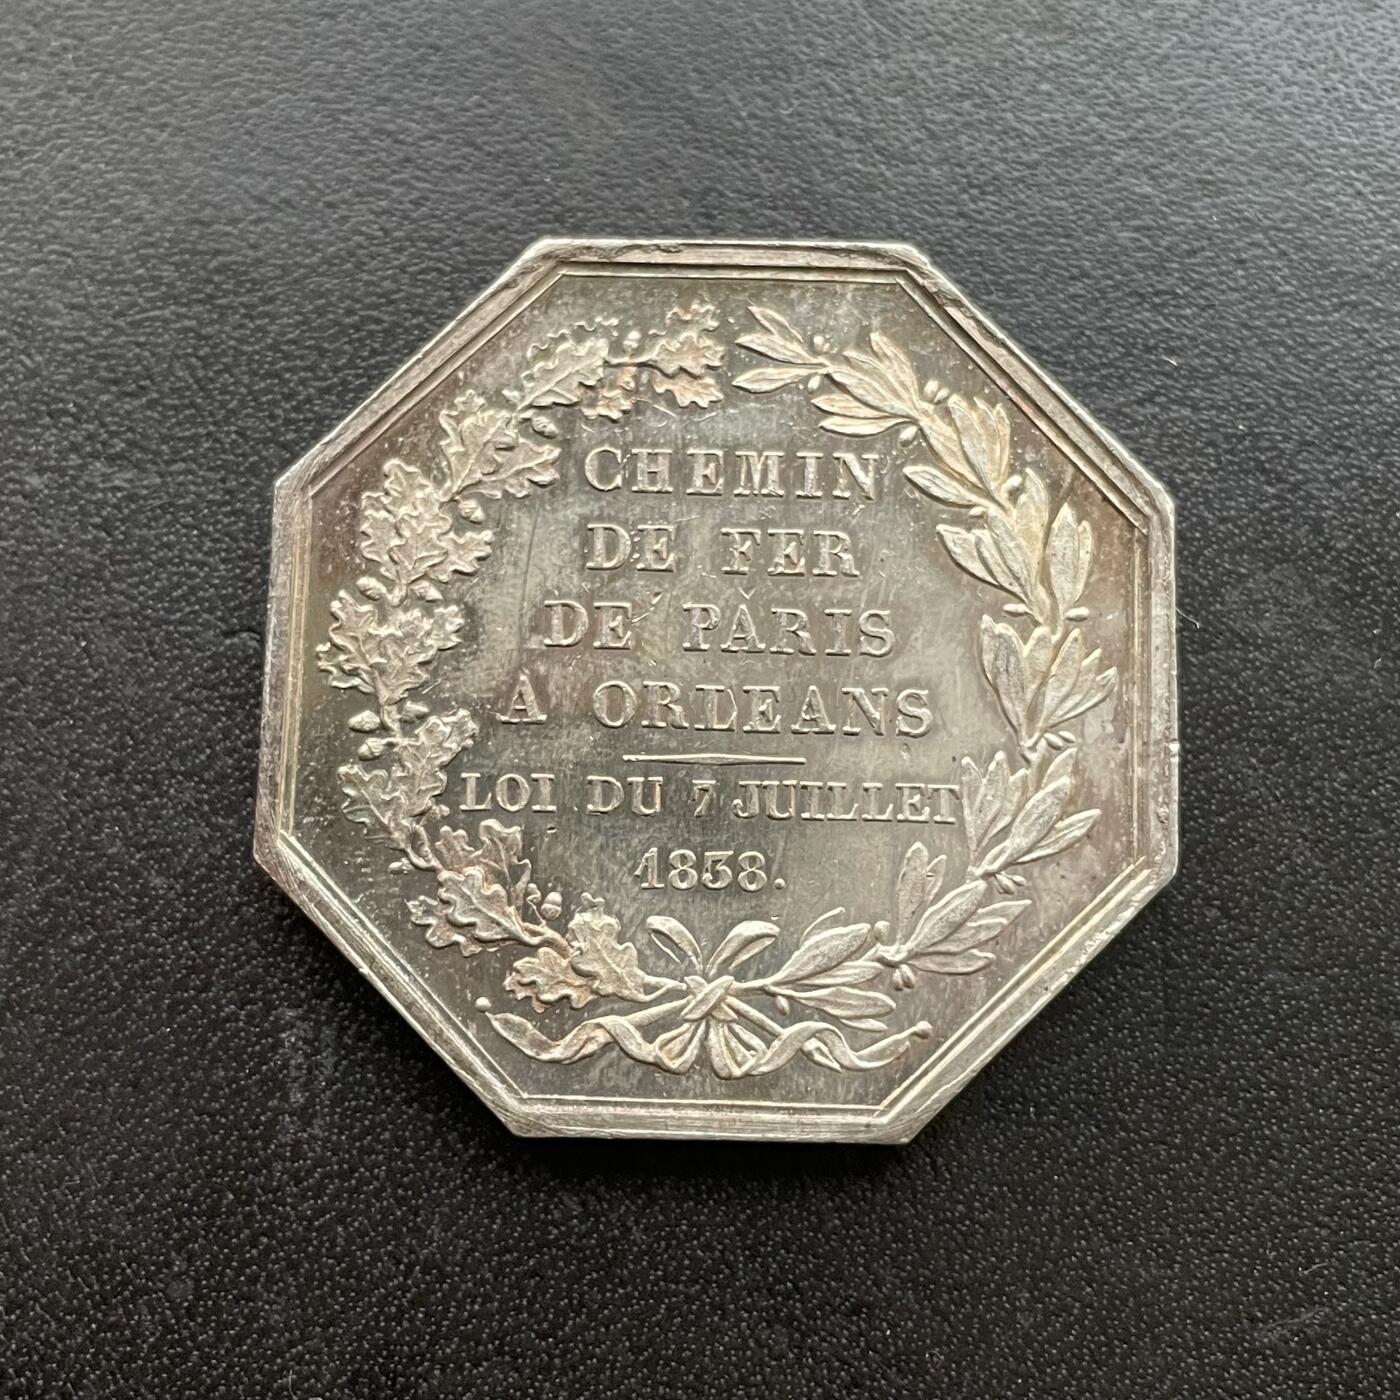 CHEMIN
DE FER
DE PARIS
A ORLEANS
LOI DU 7 JUILLET
1838.